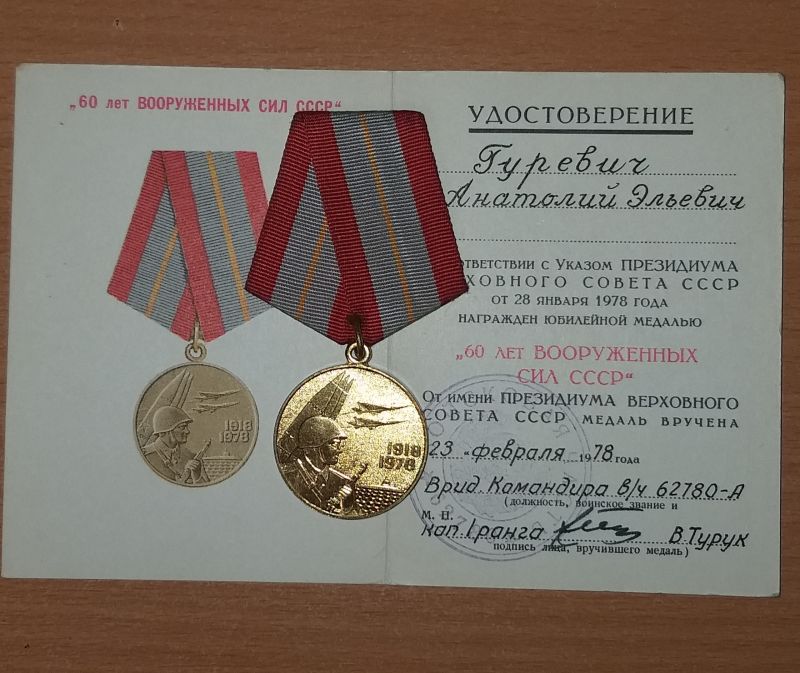 „60 лет ВООРУЖЕННЫХ СИЛ СССР“
1918
1978
1918
1978
УДОСТОВЕРЕНИЕ
Гуревич
Анатолий Эльевич
ответствии с Указом ПРЕЗИДИУМА
ХОВНОГО СОВЕТА СССР
от 28 января 1978 года
награжден юбилейной медалью
„60 лет ВООРУЖЕННЫХ
СИЛ СССР“
От имени ПРЕЗИДИУМА ВЕРХОВНОГО
СОВЕТА СССР медаль вручена
23 „ февраля 1978 года
Врид Командира в/ч 62780-А
(должность, воинское звание и
М. П.
кап I ранга В.Турук
подпись лица, вручившего медаль)